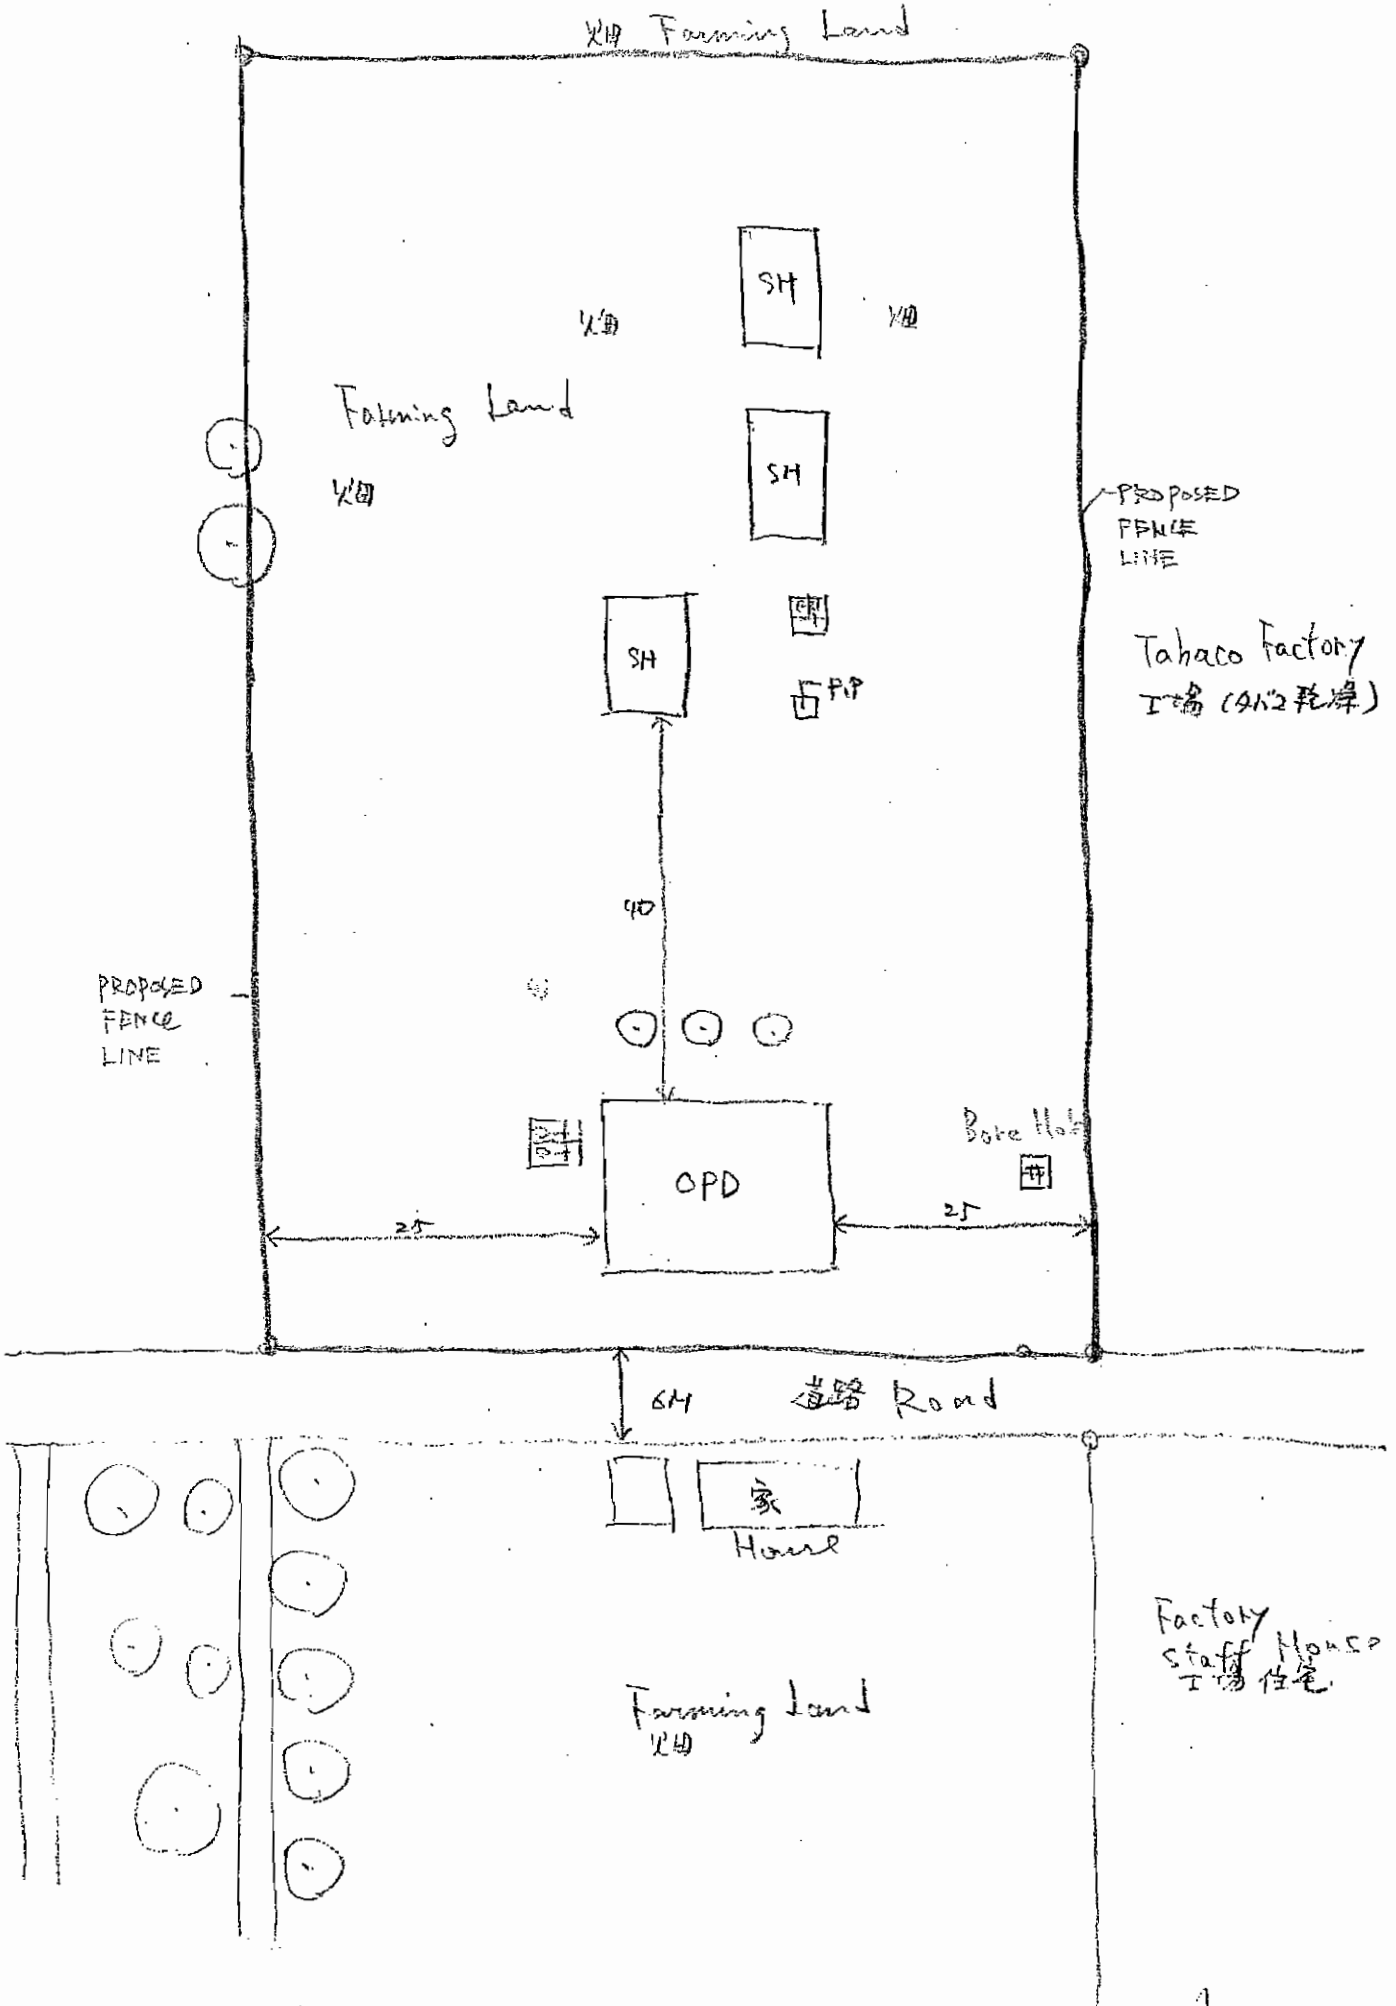 畑 Farming Land
SH
畑
畑
Farming Land
SH
畑
PROPOSED
FENCE
LINE
SH
PIP
Tabaco Factory
工場 (タバコ乾燥)
40
PROPOSED
FENCE
LINE
Bore Hole
井
OPD
25
25
6M
道路 Road
家
House
Factory
Staff House
工場住宅
Farming Land
畑